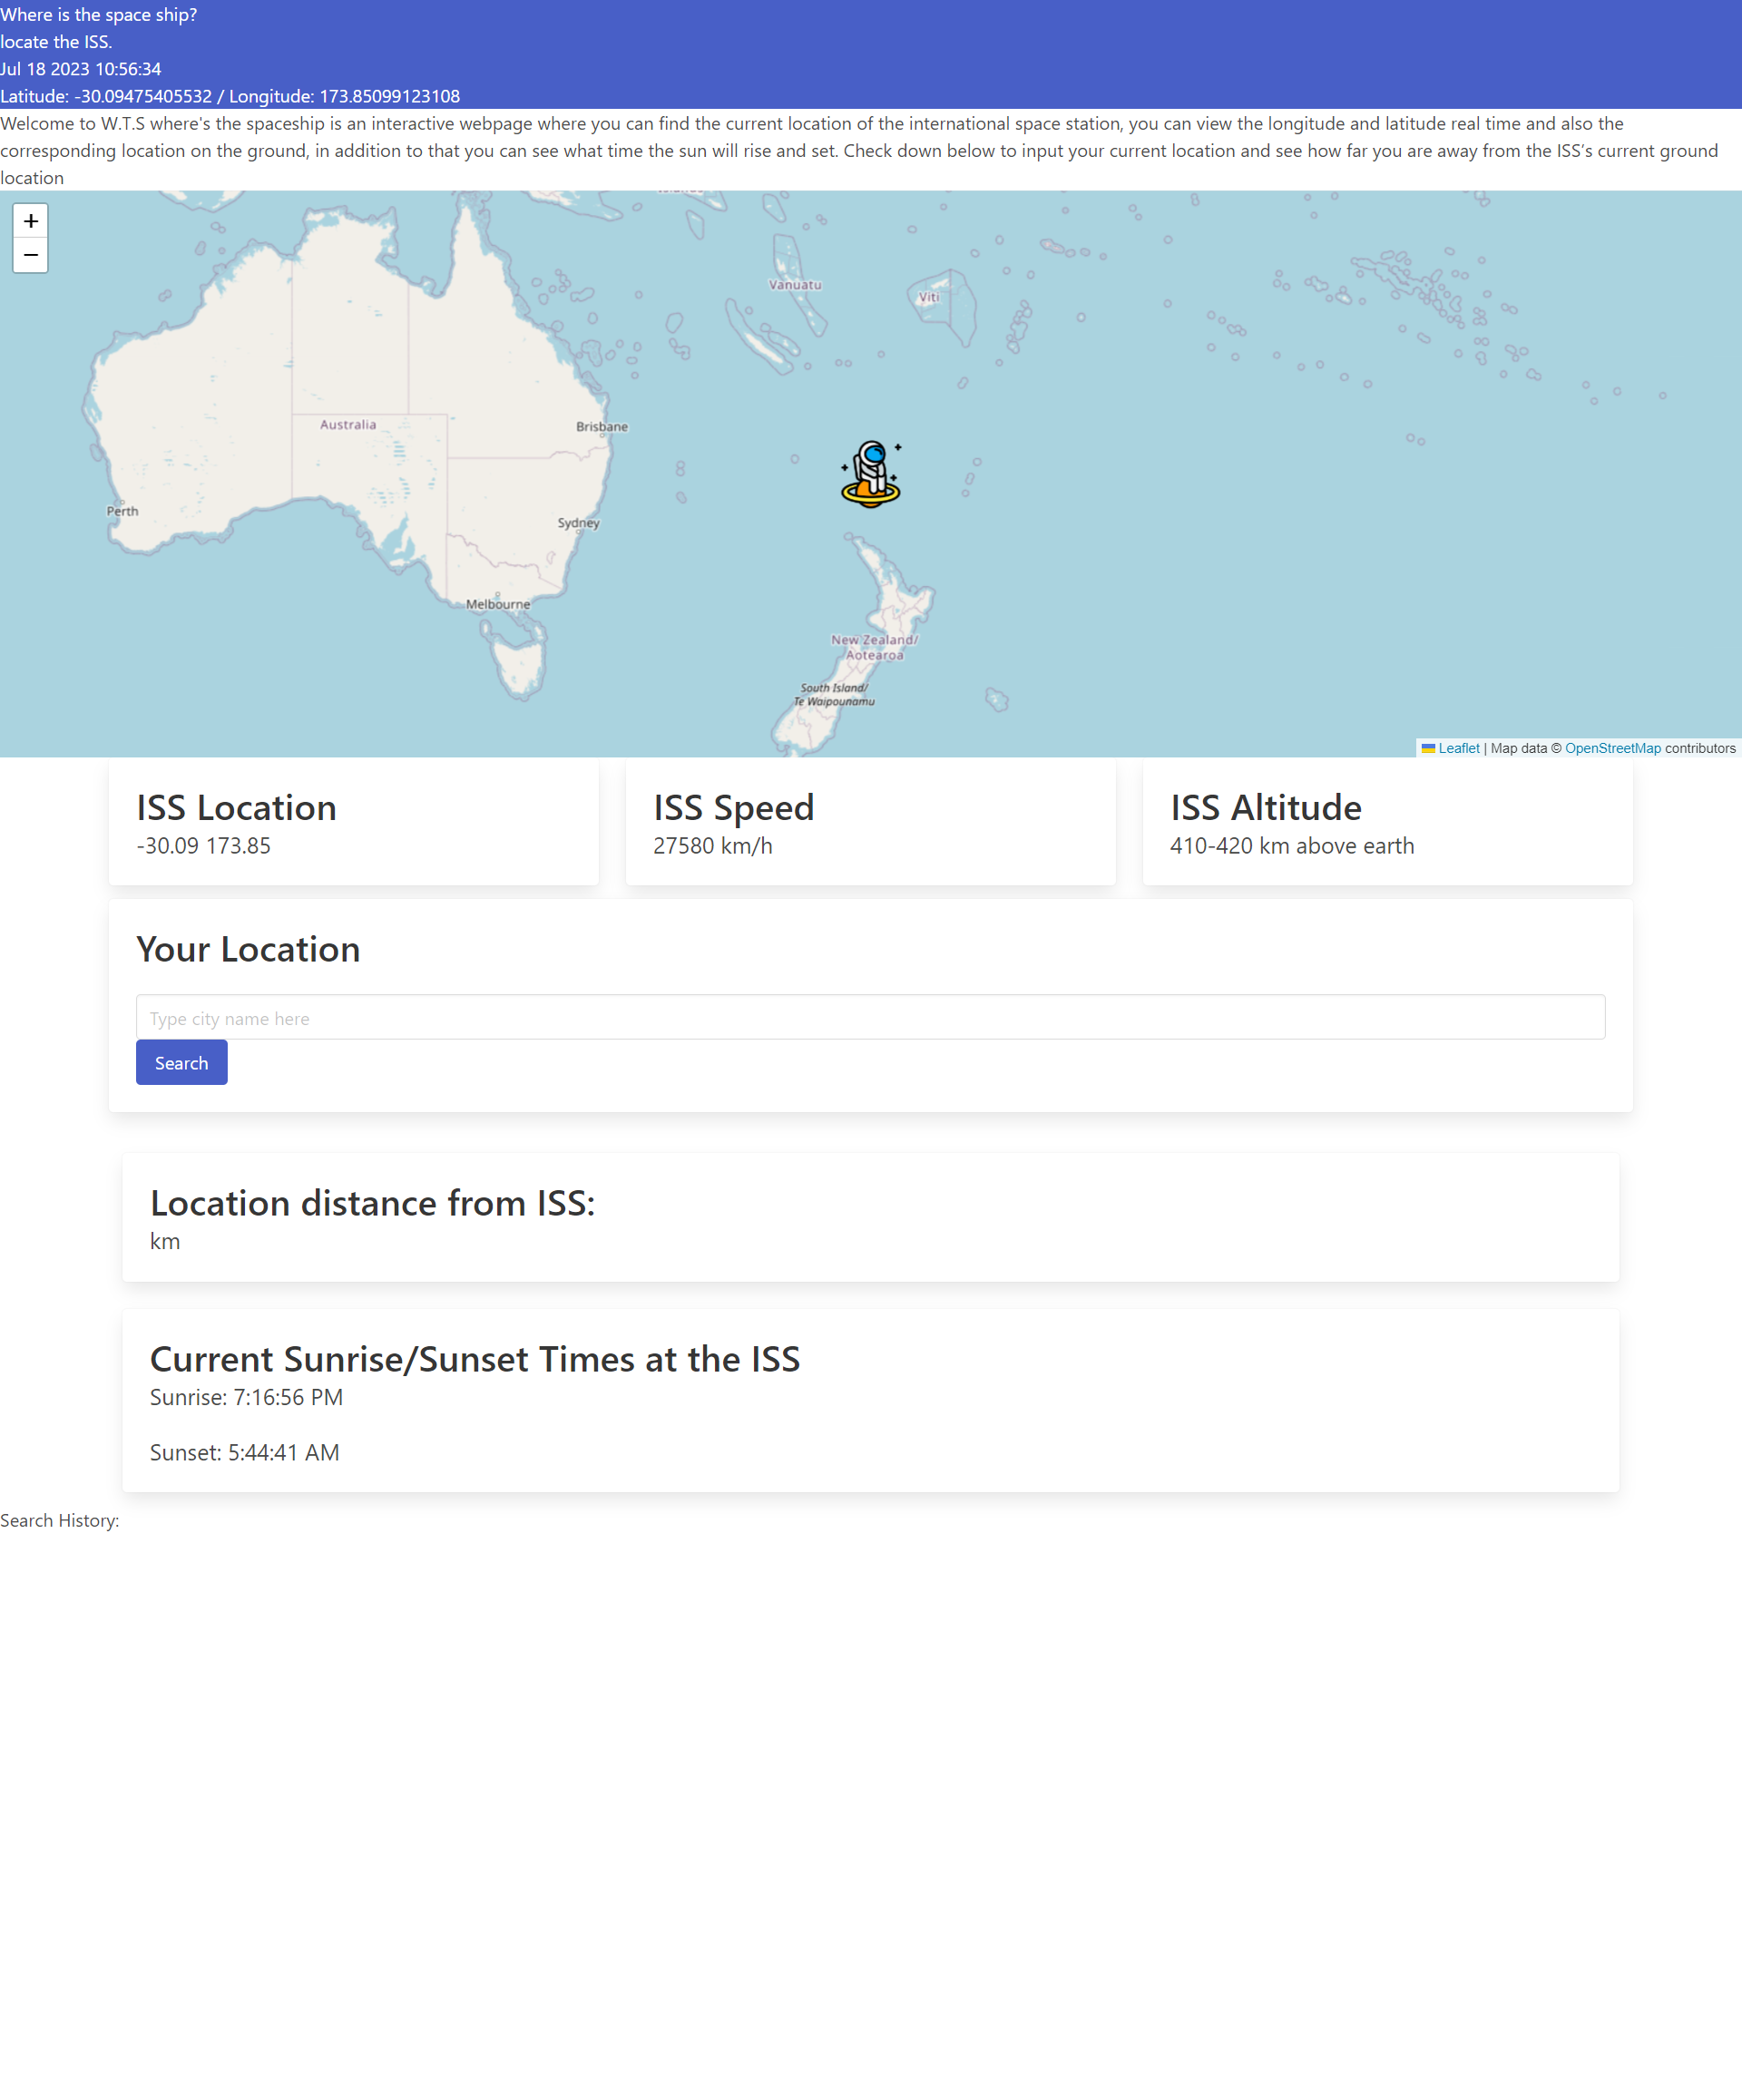 Where is the space ship?
locate the ISS.
Jul 18 2023 10:56:34
Latitude: -30.09475405532 / Longitude: 173.85099123108
Welcome to W.T.S where's the spaceship is an interactive webpage where you can find the current location of the international space station, you can view the longitude and latitude real time and also the
corresponding location on the ground, in addition to that you can see what time the sun will rise and set. Check down below to input your current location and see how far you are away from the ISS's current ground
location
+
−
Vanuatu
Viti
Australia
Brisbane
Perth
Sydney
Melbourne
New Zealand/
Aotearoa
South Island/
Te Waipounamu
Leaflet | Map data © OpenStreetMap contributors
ISS Location
-30.09 173.85
ISS Speed
27580 km/h
ISS Altitude
410-420 km above earth
Your Location
Type city name here
Search
Location distance from ISS:
km
Current Sunrise/Sunset Times at the ISS
Sunrise: 7:16:56 PM
Sunset: 5:44:41 AM
Search History: